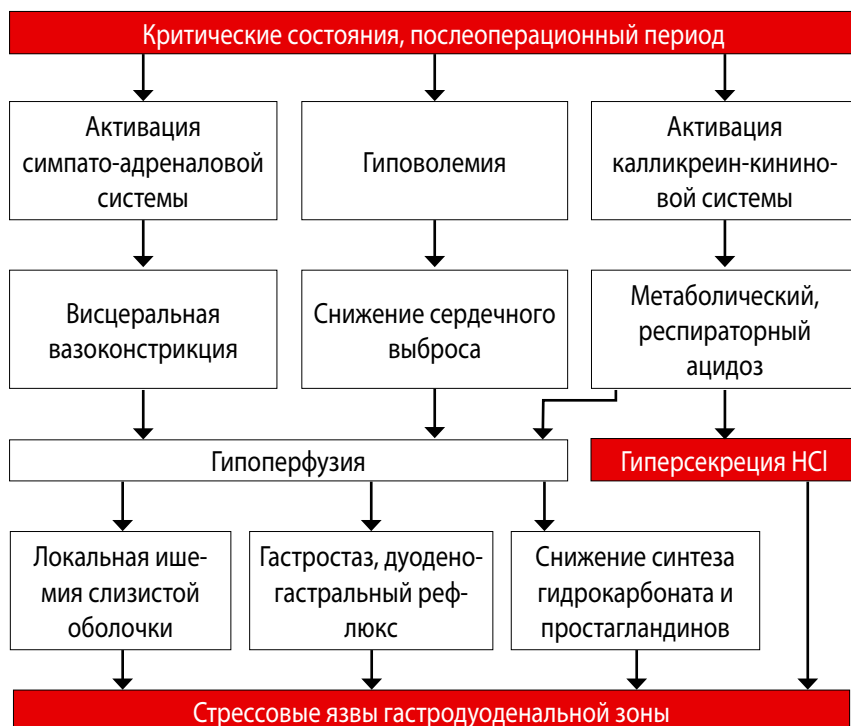 Критические состояния, послеоперационный период
Активация
симпато-адреналовой
системы
Гиповолемия
Активация
калликреин-кинино-
вой системы
Висцеральная
вазоконстрикция
Снижение сердечного
выброса
Метаболический,
респираторный
ацидоз
Гипоперфузия
Гиперсекреция HCl
Локальная ише-
мия слизистой
оболочки
Гастростаз, дуодено-
гастральный реф-
люкс
Снижение синтеза
гидрокарбоната и
простагландинов
Стрессовые язвы гастродуоденальной зоны